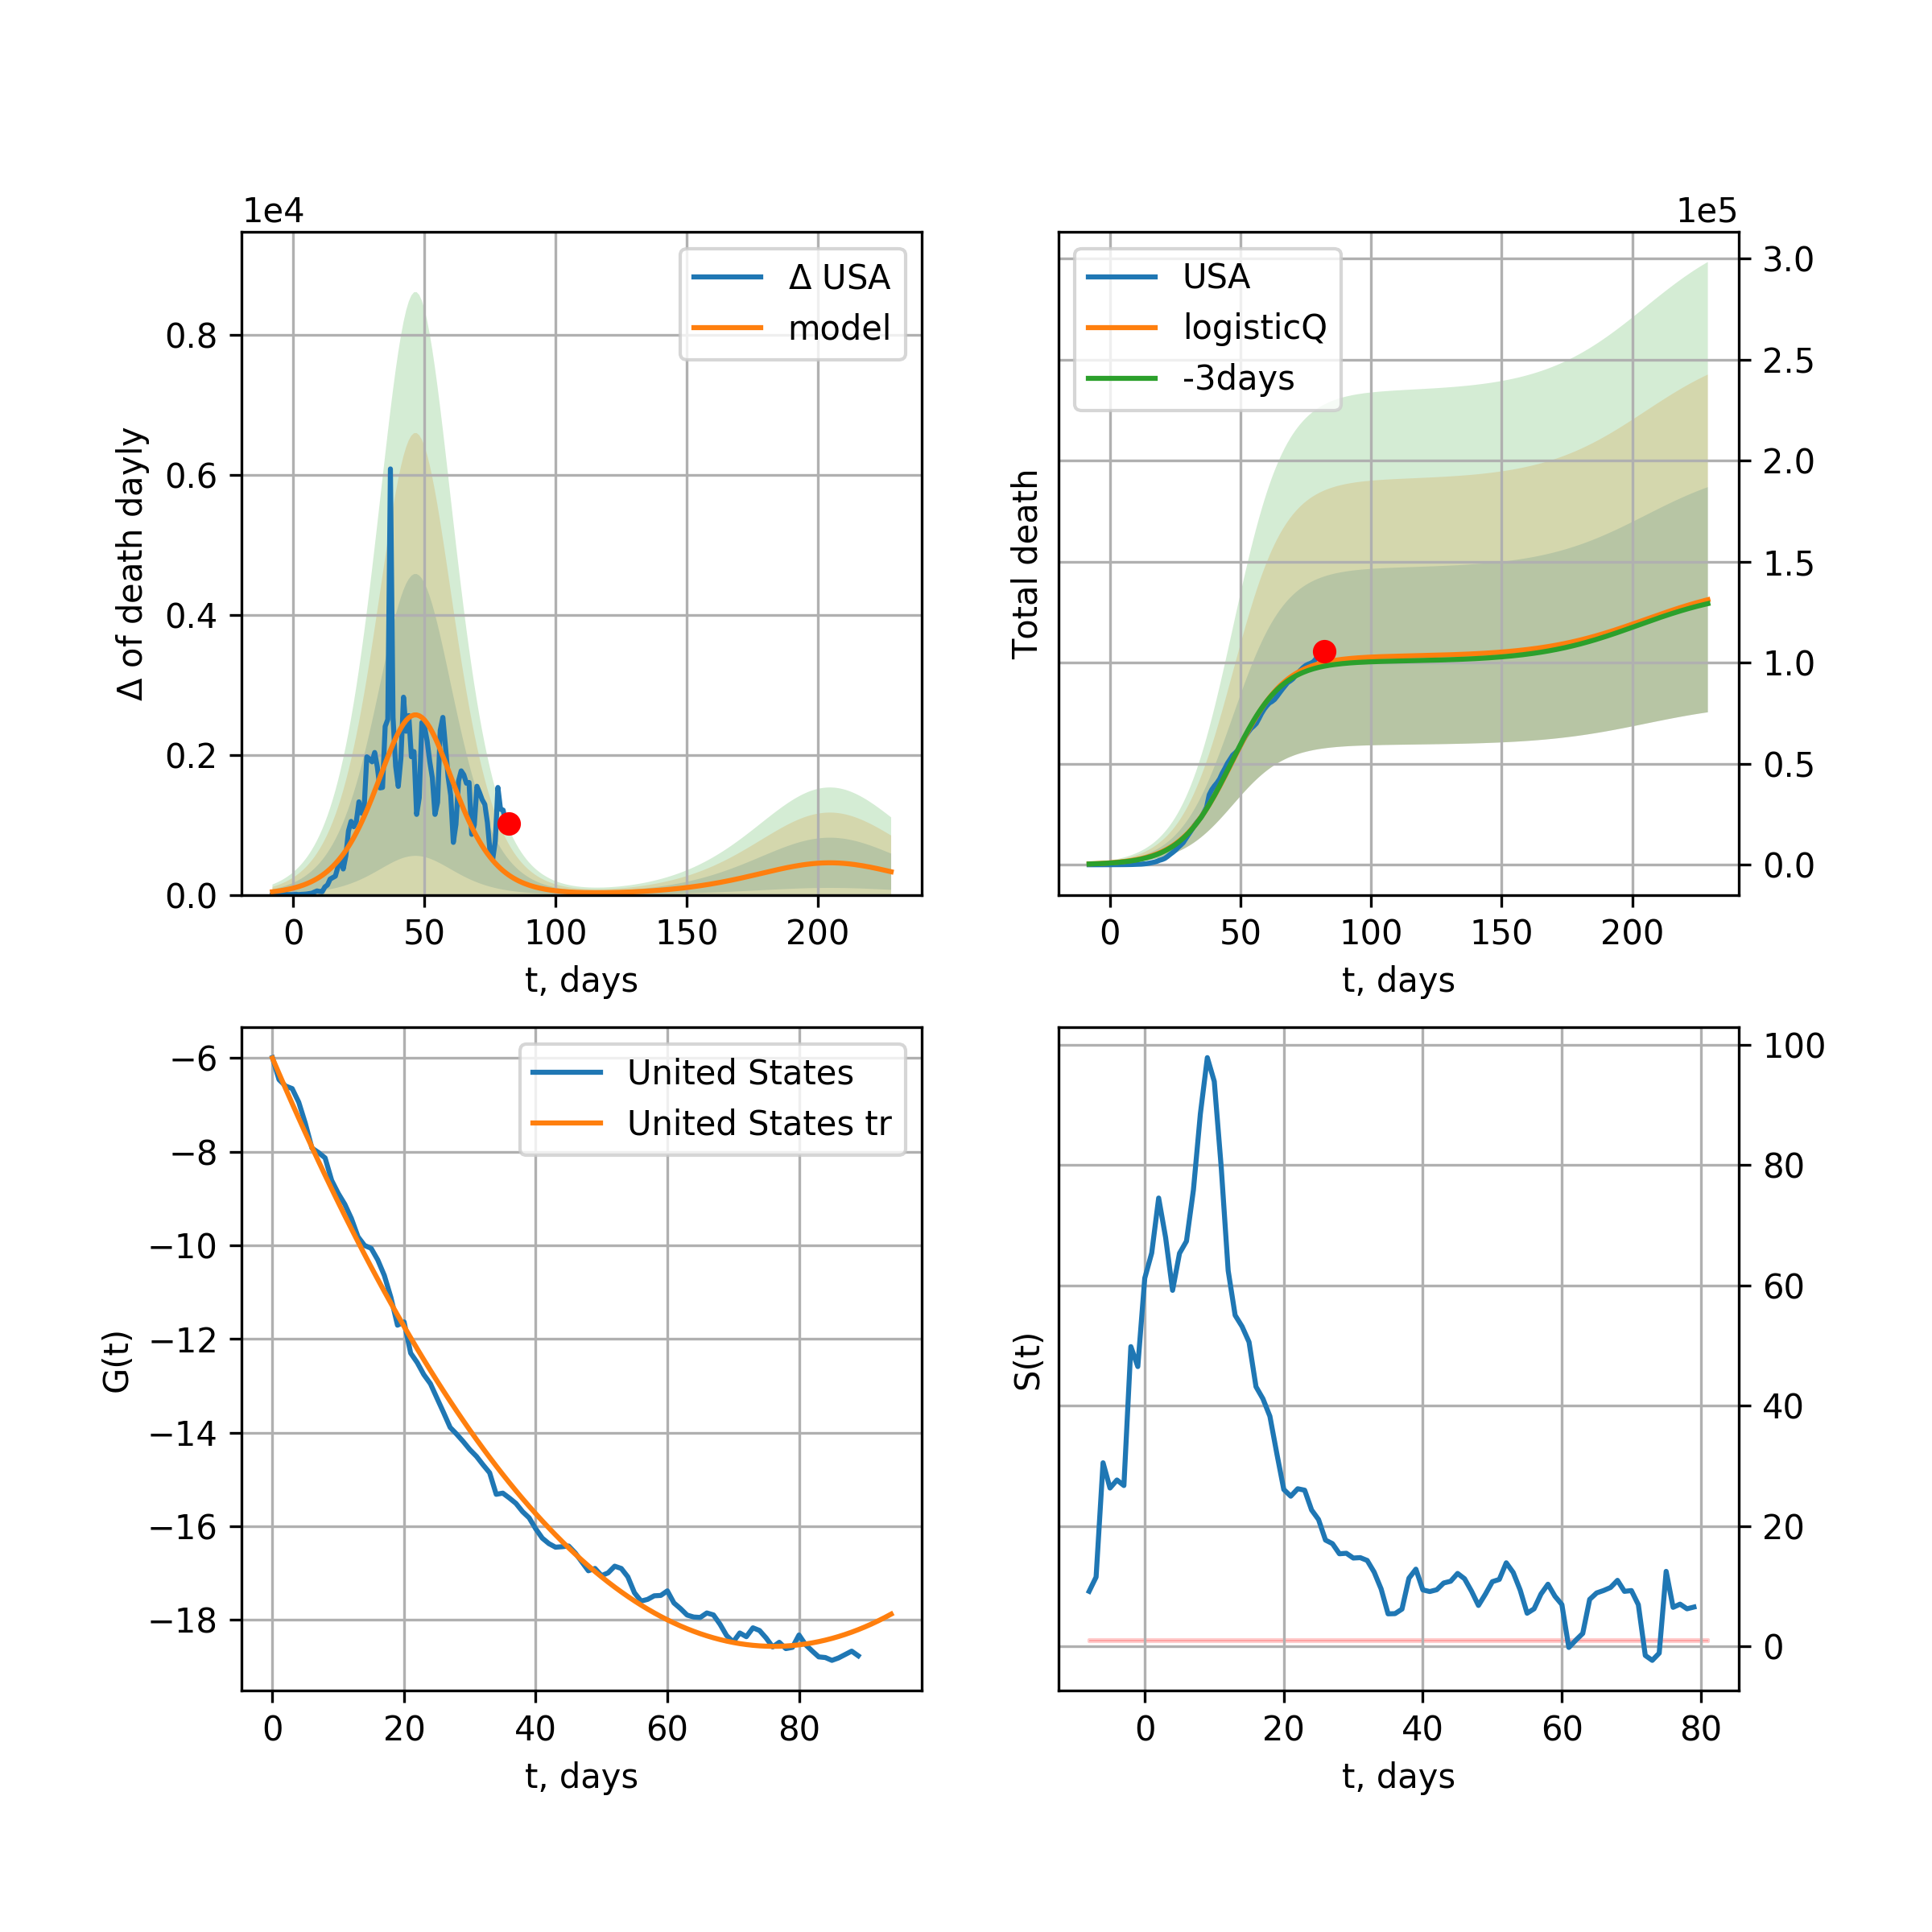 1e4
Δ USA
model
0.8
0.6
0.4
0.2
0.0
Δ of death dayly
0 50 100 150 200
t, days
1e5
USA
logisticQ
-3days
3.0
2.5
2.0
1.5
1.0
0.5
0.0
Total death
0 50 100 150 200
t, days
United States
United States tr
−6
−8
−10
−12
−14
−16
−18
G(t)
0 20 40 60 80
t, days
100
80
60
40
20
0
S(t)
0 20 40 60 80
t, days